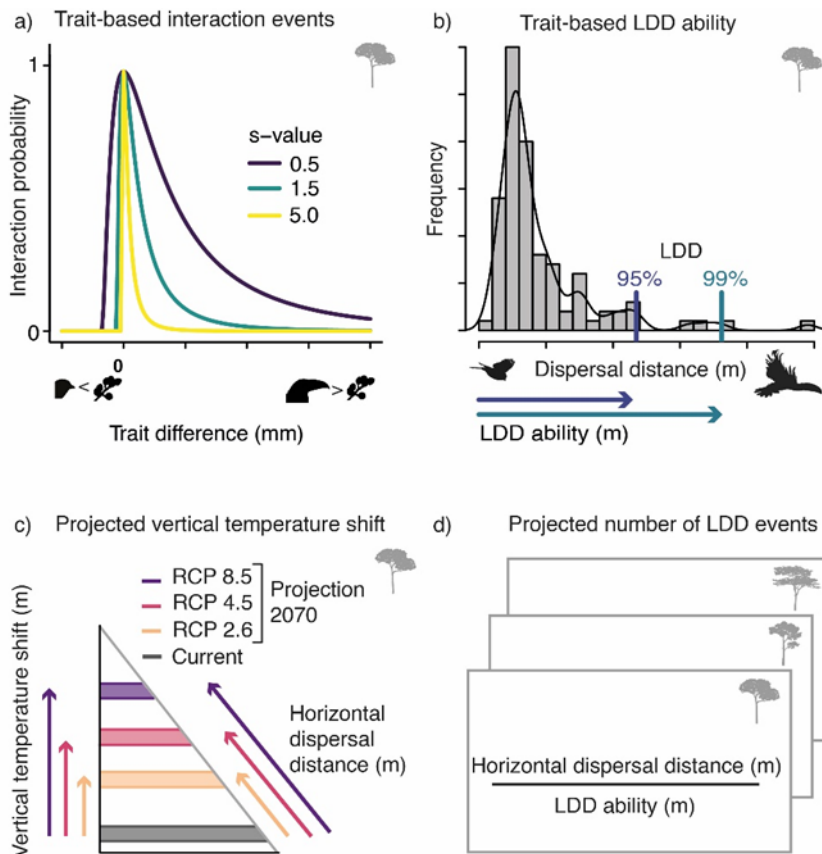 a) Trait-based interaction events
Interaction probability
1
0
s-value
0.5
1.5
5.0
0
<
>
Trait difference (mm)
b) Trait-based LDD ability
Frequency
LDD
95%
99%
Dispersal distance (m)
LDD ability (m)
c) Projected vertical temperature shift
Vertical temperature shift (m)
RCP 8.5
RCP 4.5
RCP 2.6
Current
Projection
2070
Horizontal
dispersal
distance (m)
d) Projected number of LDD events
Horizontal dispersal distance (m)
LDD ability (m)